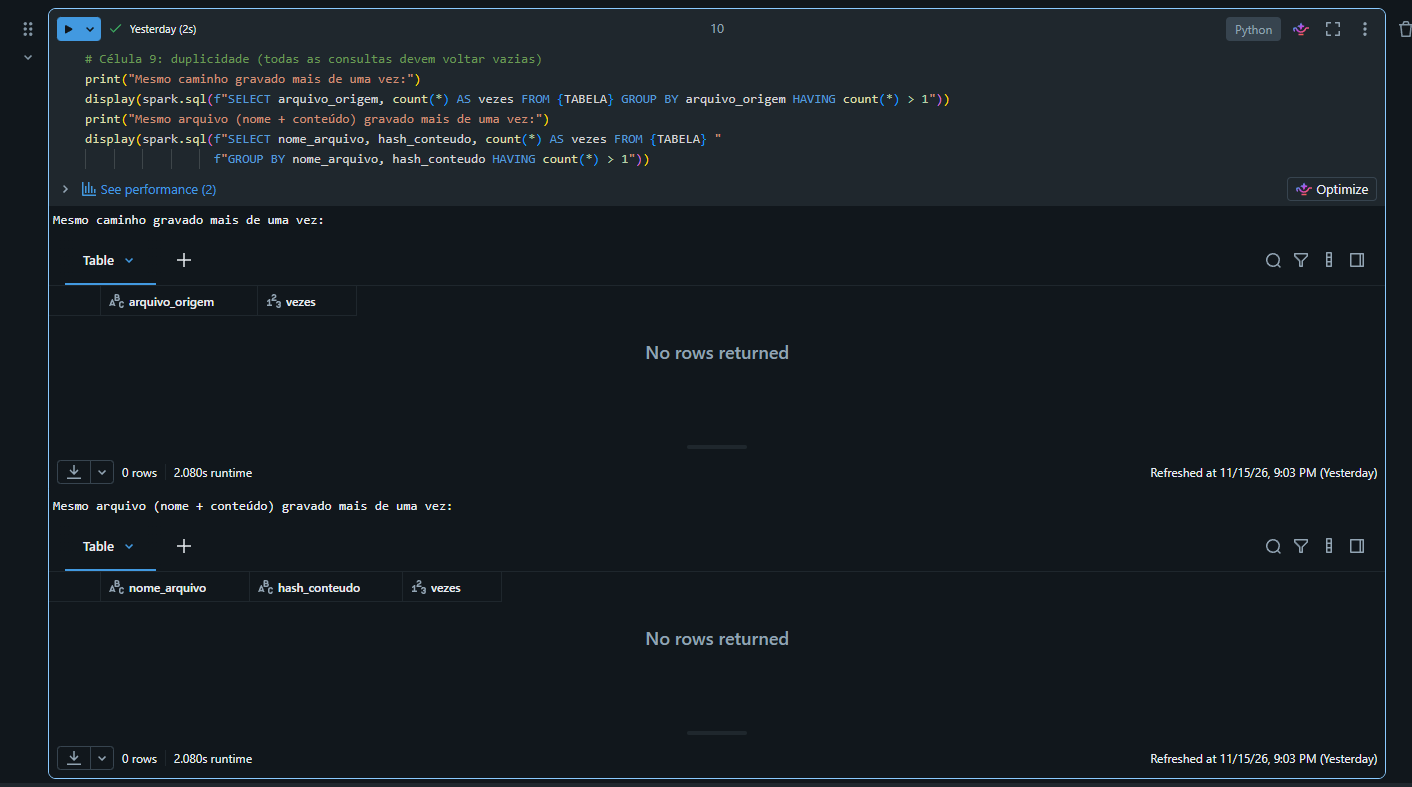 Yesterday (2s)
10
Python
# Célula 9: duplicidade (todas as consultas devem voltar vazias)
print("Mesmo caminho gravado mais de uma vez:")
display(spark.sql(f"SELECT arquivo_origem, count(*) AS vezes FROM {TABELA} GROUP BY arquivo_origem HAVING count(*) > 1"))
print("Mesmo arquivo (nome + conteúdo) gravado mais de uma vez:")
display(spark.sql(f"SELECT nome_arquivo, hash_conteudo, count(*) AS vezes FROM {TABELA} "
f"GROUP BY nome_arquivo, hash_conteudo HAVING count(*) > 1"))
See performance (2)
Optimize
Mesmo caminho gravado mais de uma vez:
Table
ABC arquivo_origem
123 vezes
No rows returned
0 rows
2.080s runtime
Refreshed at 11/15/26, 9:03 PM (Yesterday)
Mesmo arquivo (nome + conteúdo) gravado mais de uma vez:
Table
ABC nome_arquivo
ABC hash_conteudo
123 vezes
No rows returned
0 rows
2.080s runtime
Refreshed at 11/15/26, 9:03 PM (Yesterday)